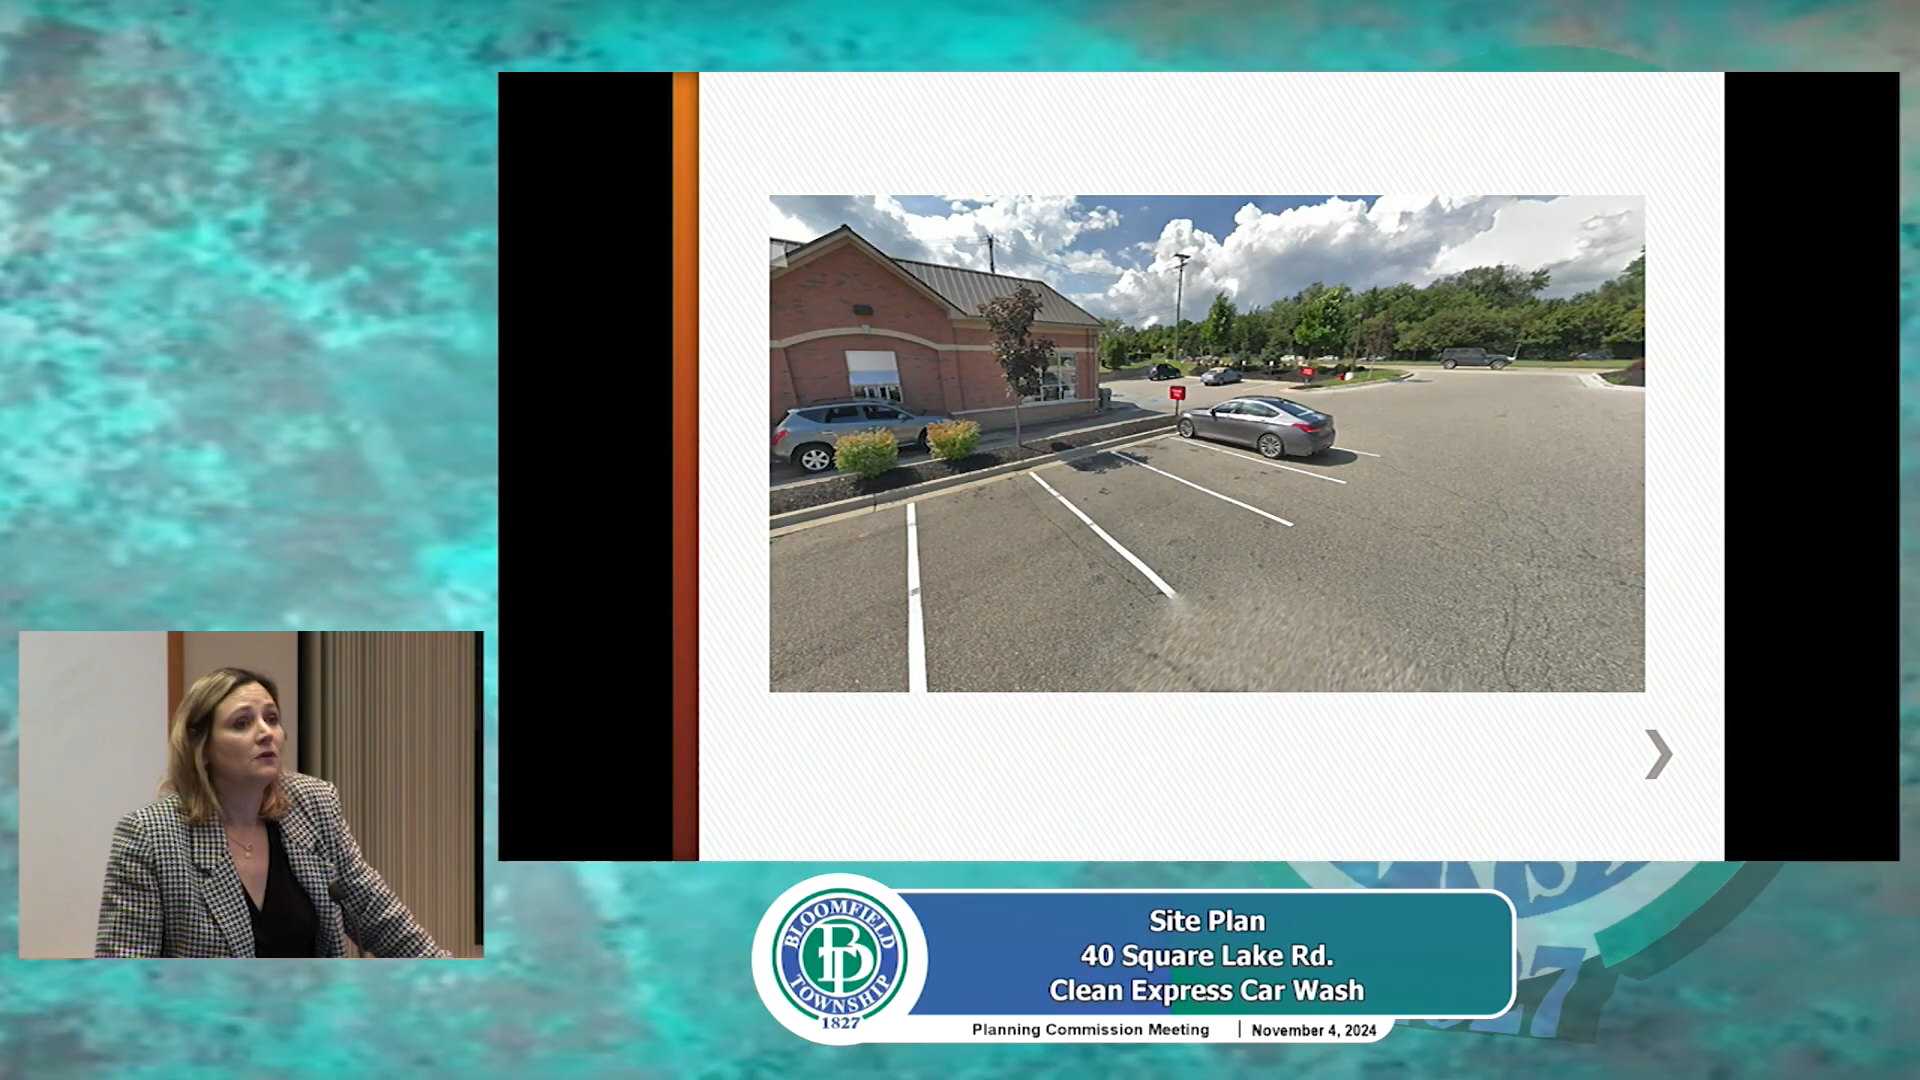 BLOOMFIELD
BT
TOWNSHIP
1827
Site Plan
40 Square Lake Rd.
Clean Express Car Wash
Planning Commission Meeting | November 4, 2024